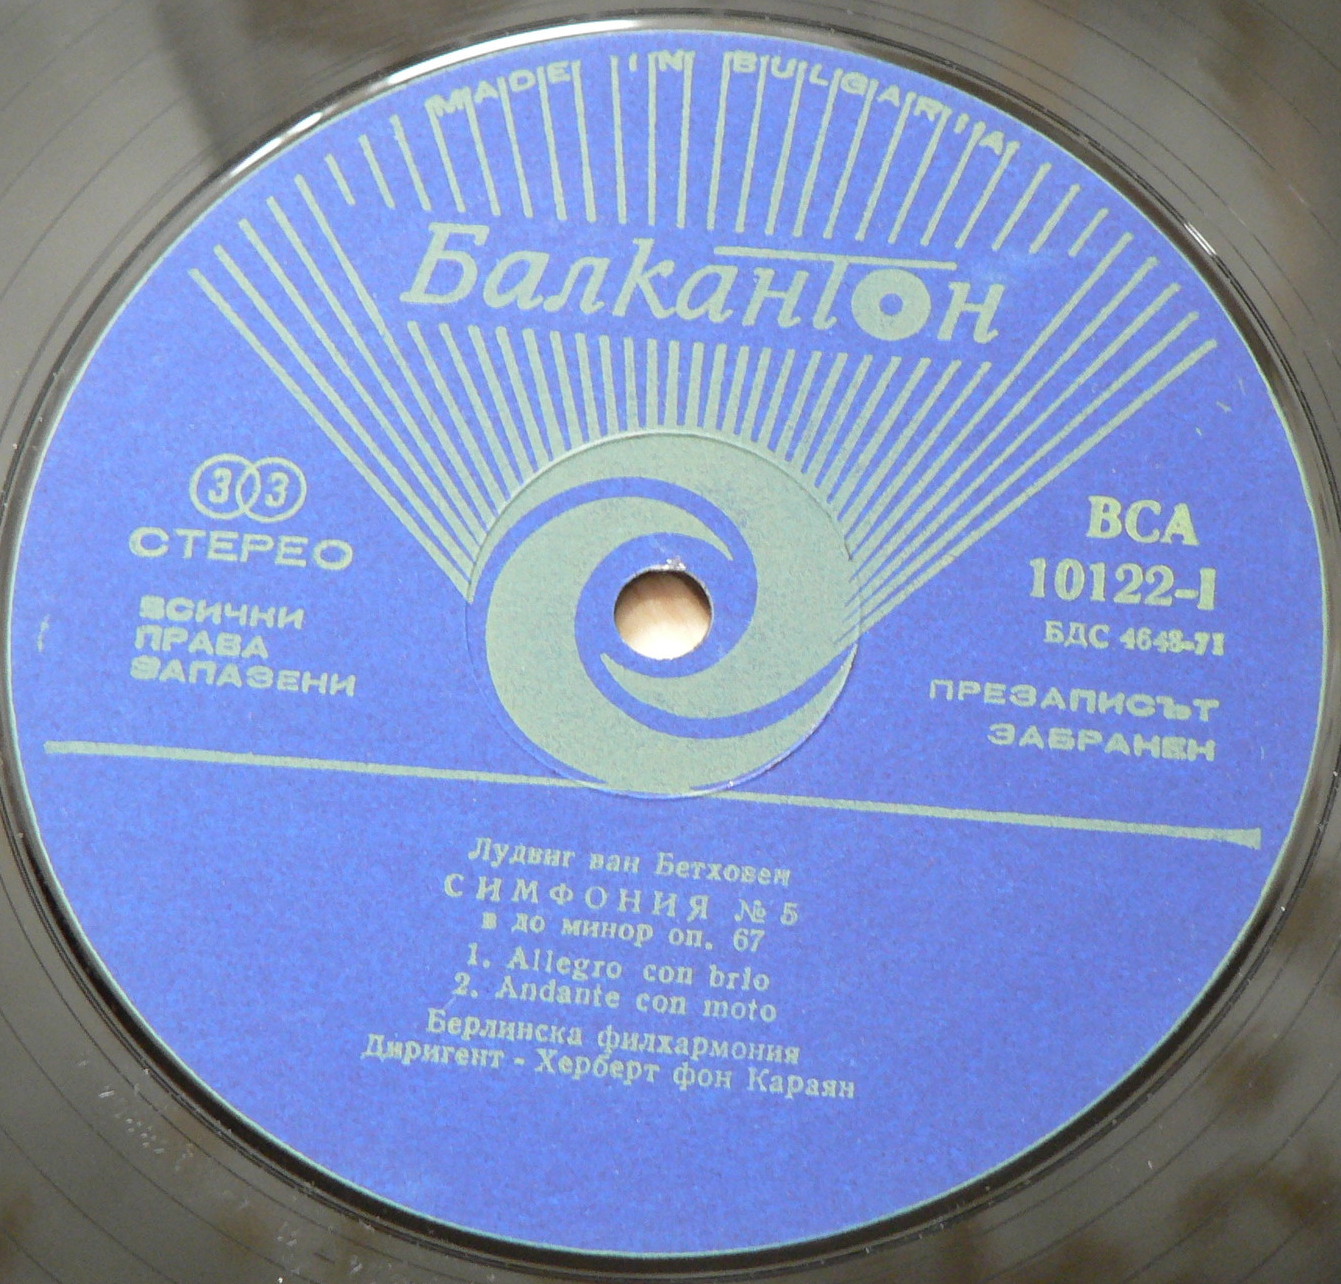 MADE IN BULGARIA
Балкантон
33
СТЕРЕО
ВСИЧКИ
ПРАВА
ЗАПАЗЕНИ
ВСА
10122-I
БДС 4643-71
ПРЕЗАПИСЪТ
ЗАБРАНЕН
Лудвиг ван Бетховен
СИМФОНИЯ № 5
в до минор оп. 67
1. Allegro con brio
2. Andante con moto
Берлинска филхармония
Диригент - Херберт фон Караян